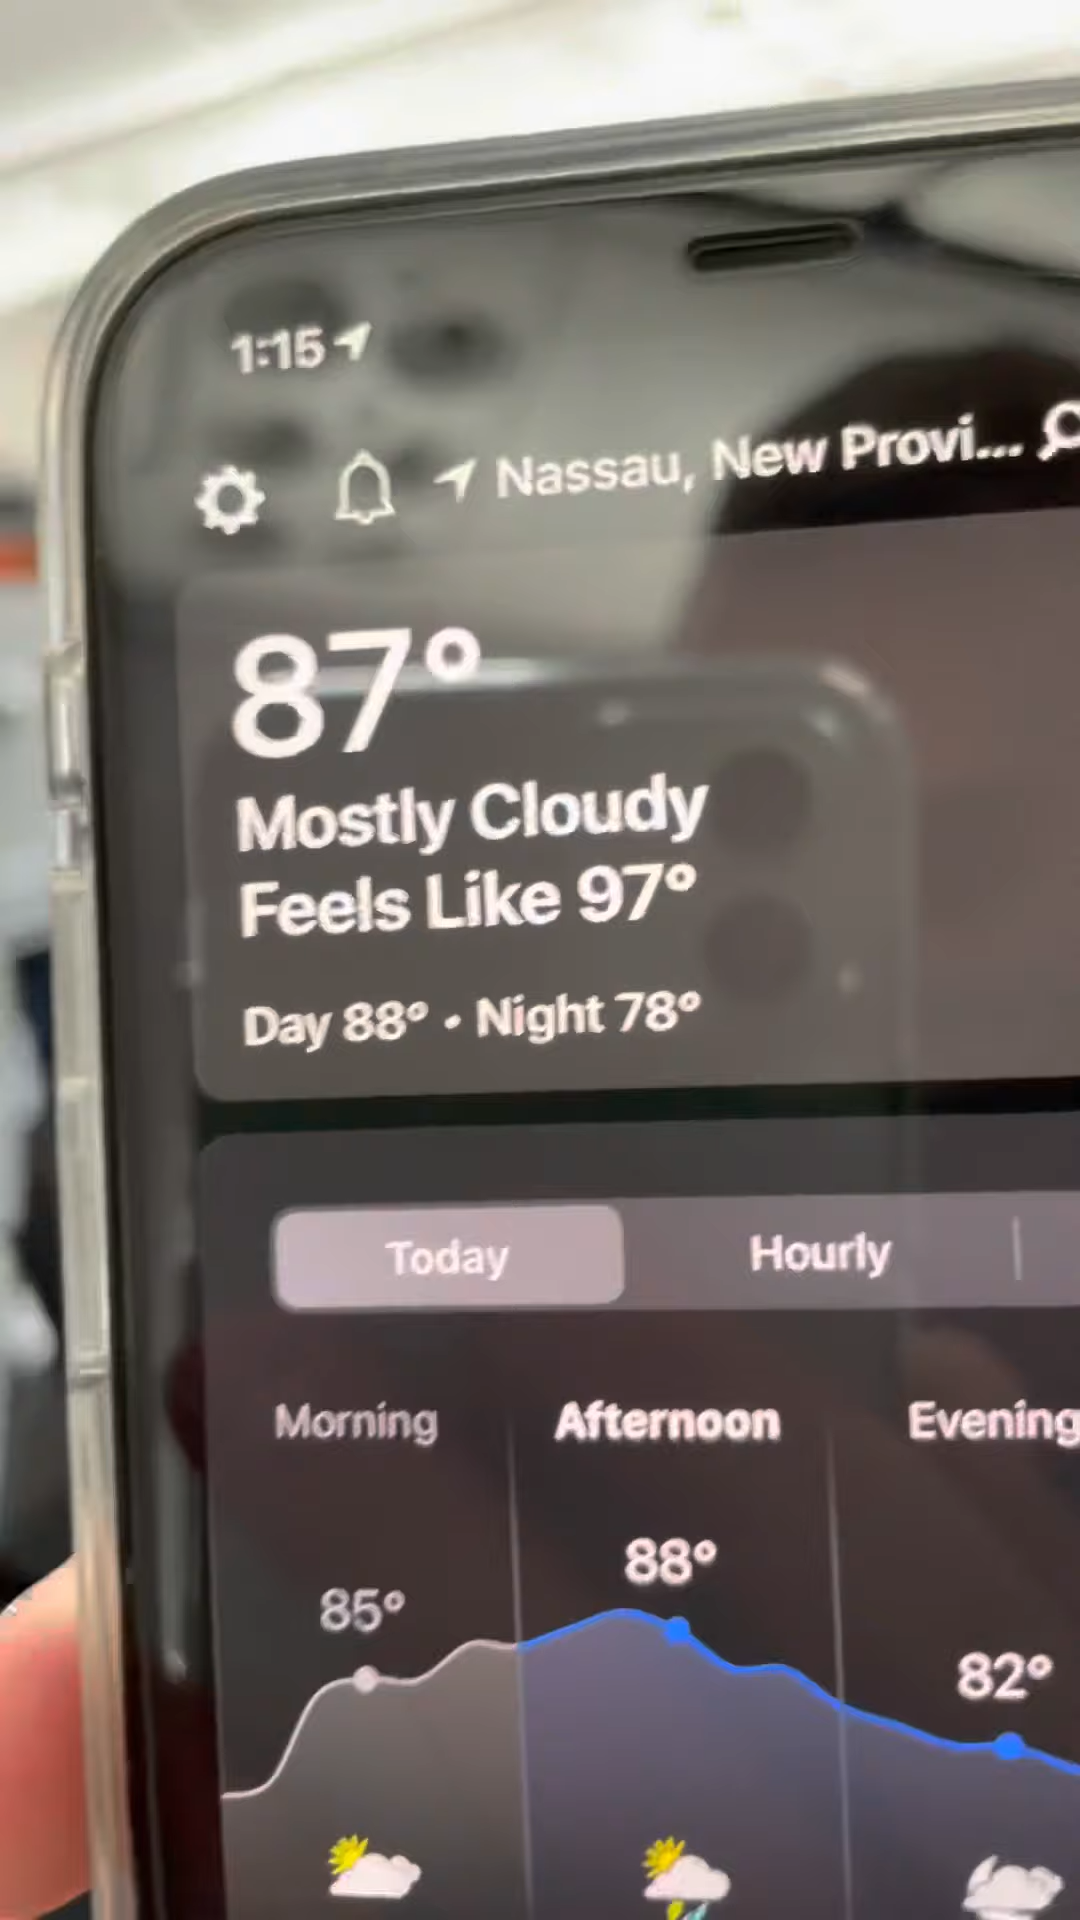 1:15
Nassau, New Provi...
87°
Mostly Cloudy
Feels Like 97°
Day 88° • Night 78°
Today
Hourly
Morning
Afternoon
Evening
85°
88°
82°